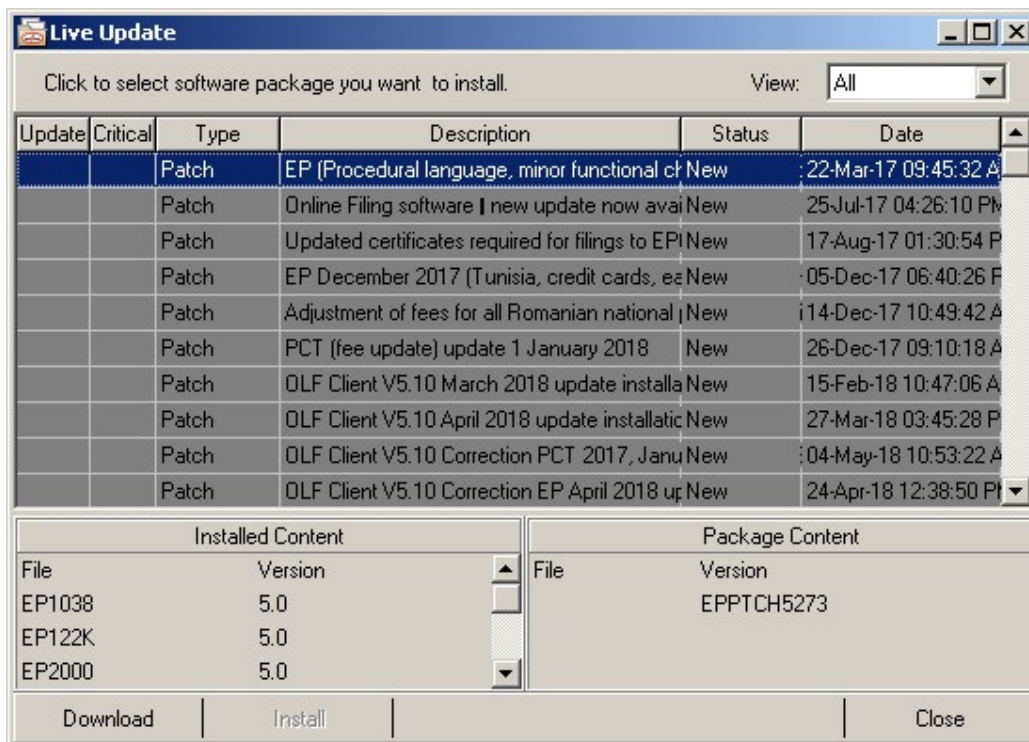 Live Update
Click to select software package you want to install. View: All
Update Critical Type Description Status Date
Patch EP (Procedural language, minor functional ch New 22-Mar-17 09:45:32 A
Patch Online Filing software | new update now avai New 25-Jul-17 04:26:10 PM
Patch Updated certificates required for filings to EP New 17-Aug-17 01:30:54 P
Patch EP December 2017 (Tunisia, credit cards, ea New 05-Dec-17 06:40:26 P
Patch Adjustment of fees for all Romanian national New 14-Dec-17 10:49:42 A
Patch PCT (fee update) update 1 January 2018 New 26-Dec-17 09:10:18 A
Patch OLF Client V5.10 March 2018 update installa New 15-Feb-18 10:47:06 A
Patch OLF Client V5.10 April 2018 update installatic New 27-Mar-18 03:45:28 P
Patch OLF Client V5.10 Correction PCT 2017, Janu New 04-May-18 10:53:22 A
Patch OLF Client V5.10 Correction EP April 2018 up New 24-Apr-18 12:38:50 P
Installed Content Package Content
File Version File Version
EP1038 5.0 EPPTCH5273
EP122K 5.0
EP2000 5.0
Download Install Close